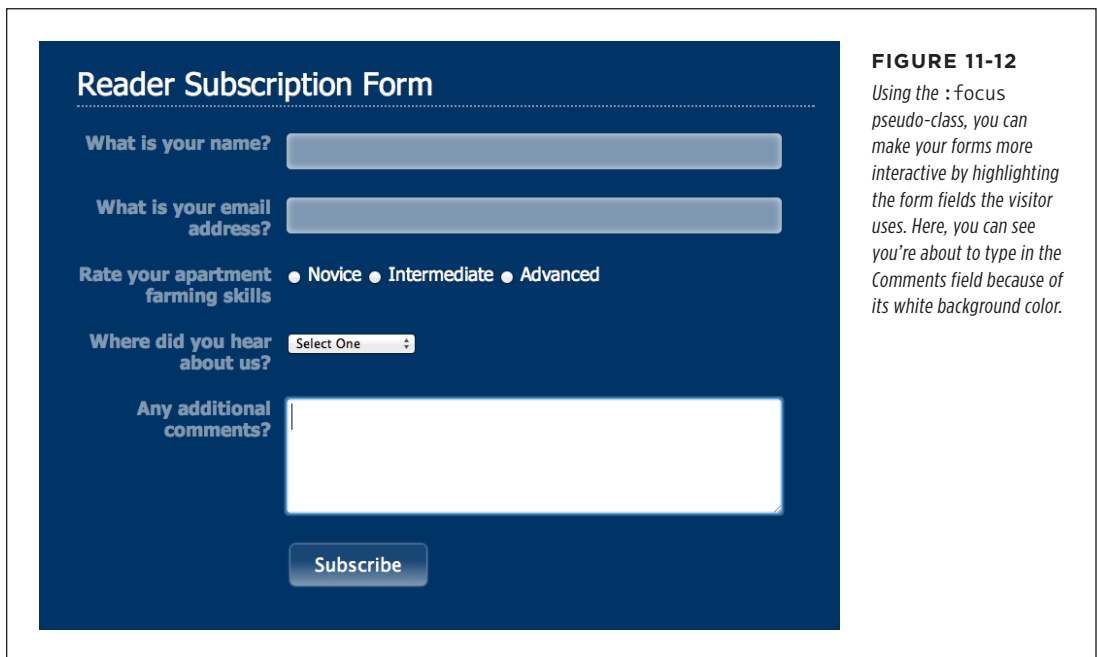 Reader Subscription Form
What is your name?
What is your email
address?
Rate your apartment
farming skills
Novice Intermediate Advanced
Where did you hear
about us?
Select One
Any additional
comments?
Subscribe
FIGURE 11-12
Using the :focus
pseudo-class, you can
make your forms more
interactive by highlighting
the form fields the visitor
uses. Here, you can see
you're about to type in the
Comments field because of
its white background color.